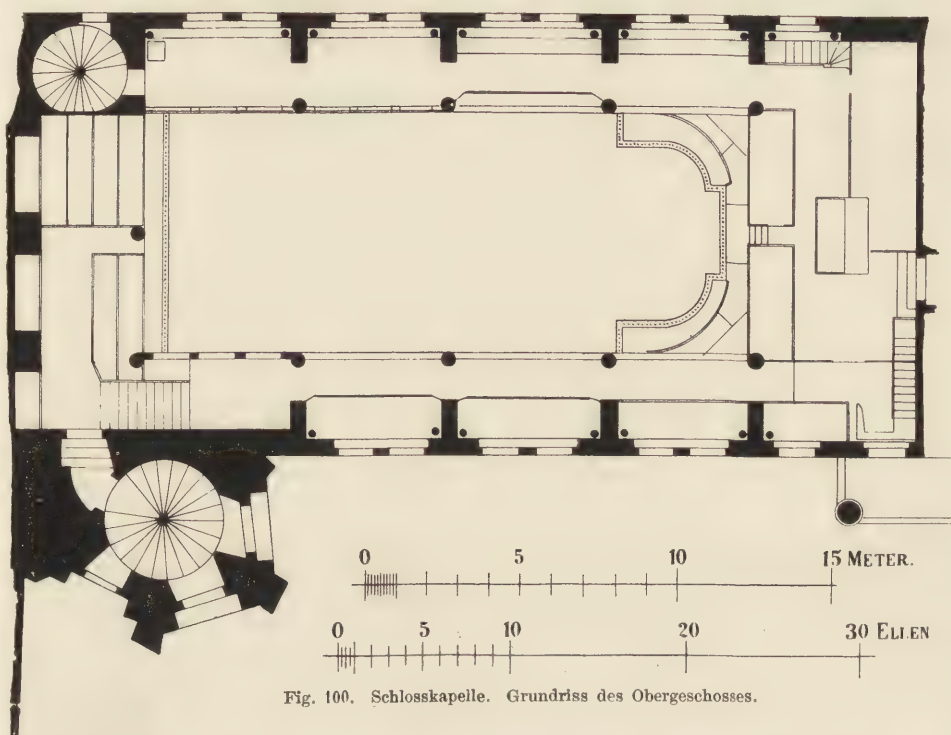 0 5 10 15 METER.
0 5 10 20 30 ELLEN
Fig. 100. Schlosskapelle. Grundriss des Obergeschosses.